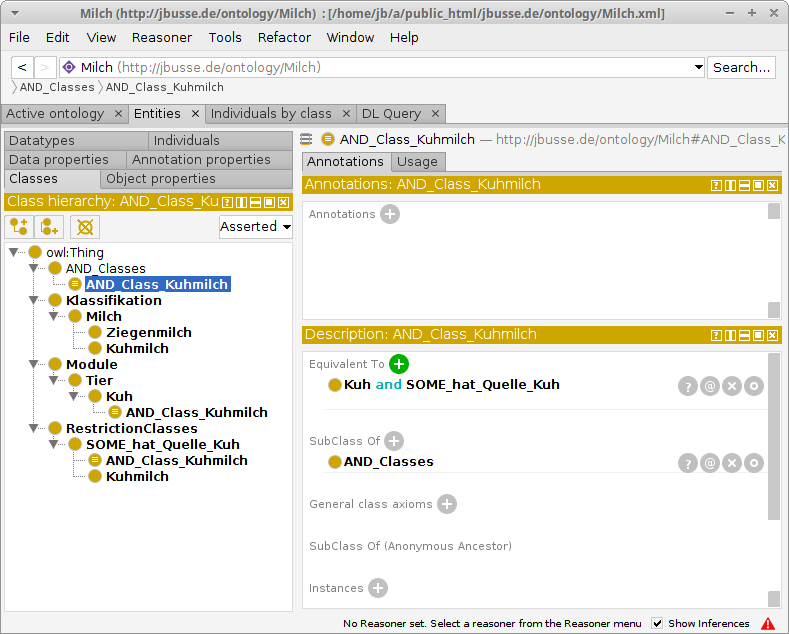 Milch (http://jbusse.de/ontology/Milch) : [/home/jb/a/public_html/jbusse.de/ontology/Milch.xml]
File Edit View Reasoner Tools Refactor Window Help
< > Milch (http://jbusse.de/ontology/Milch) Search...
AND_Classes AND_Class_Kuhmilch
Active ontology × Entities × Individuals by class × DL Query ×
Datatypes Individuals
Data properties Annotation properties
Classes Object properties
Class hierarchy: AND_Class_Ku
Asserted
owl:Thing
AND_Classes
AND_Class_Kuhmilch
Klassifikation
Milch
Ziegenmilch
Kuhmilch
Module
Tier
Kuh
AND_Class_Kuhmilch
RestrictionClasses
SOME_hat_Quelle_Kuh
AND_Class_Kuhmilch
Kuhmilch
AND_Class_Kuhmilch — http://jbusse.de/ontology/Milch#AND_Class_K
Annotations Usage
Annotations: AND_Class_Kuhmilch
Annotations
Description: AND_Class_Kuhmilch
Equivalent To
Kuh and SOME_hat_Quelle_Kuh
SubClass Of
AND_Classes
General class axioms
SubClass Of (Anonymous Ancestor)
Instances
No Reasoner set. Select a reasoner from the Reasoner menu Show Inferences